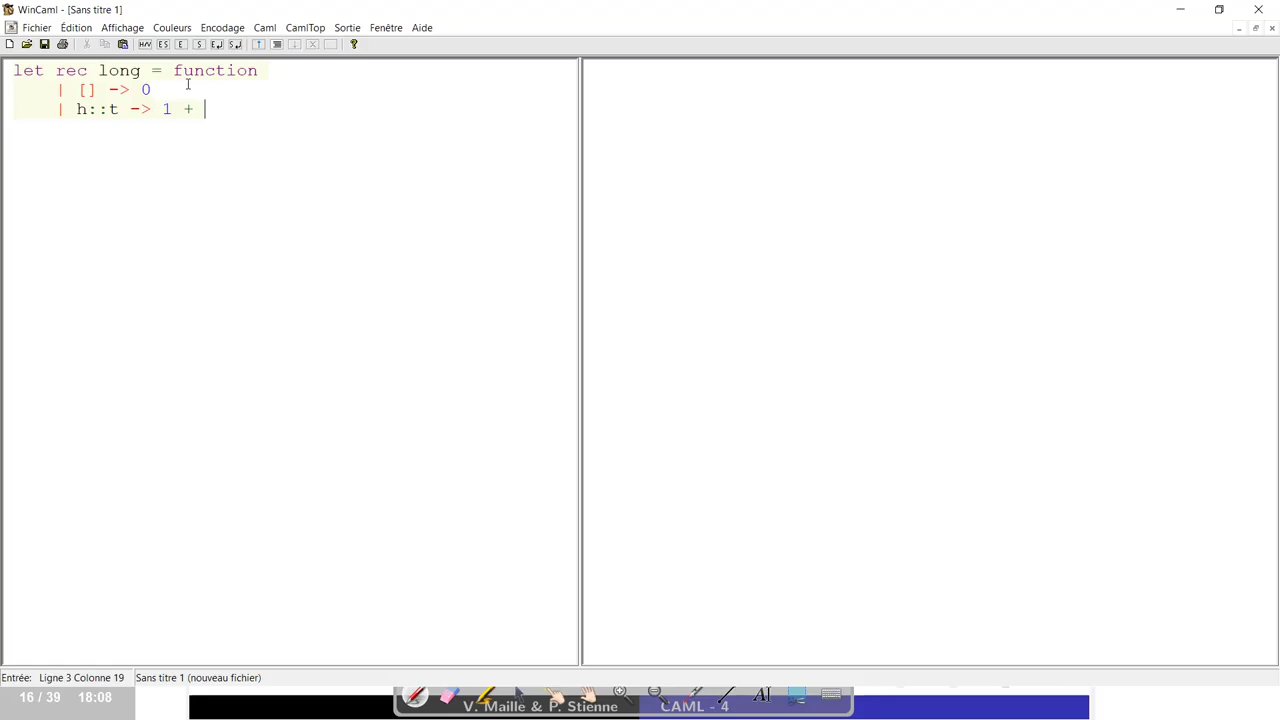 WinCaml - [Sans titre 1]
Fichier Édition Affichage Couleurs Encodage Caml CamlTop Sortie Fenêtre Aide
let rec long = function
| [] -> 0
| h::t -> 1 +
Entrée: Ligne 3 Colonne 19 Sans titre 1 (nouveau fichier)
16 / 39 18:08
V. Maille & P. Stienne CAML - 4